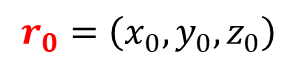 r₀ = (x₀, y₀, z₀)